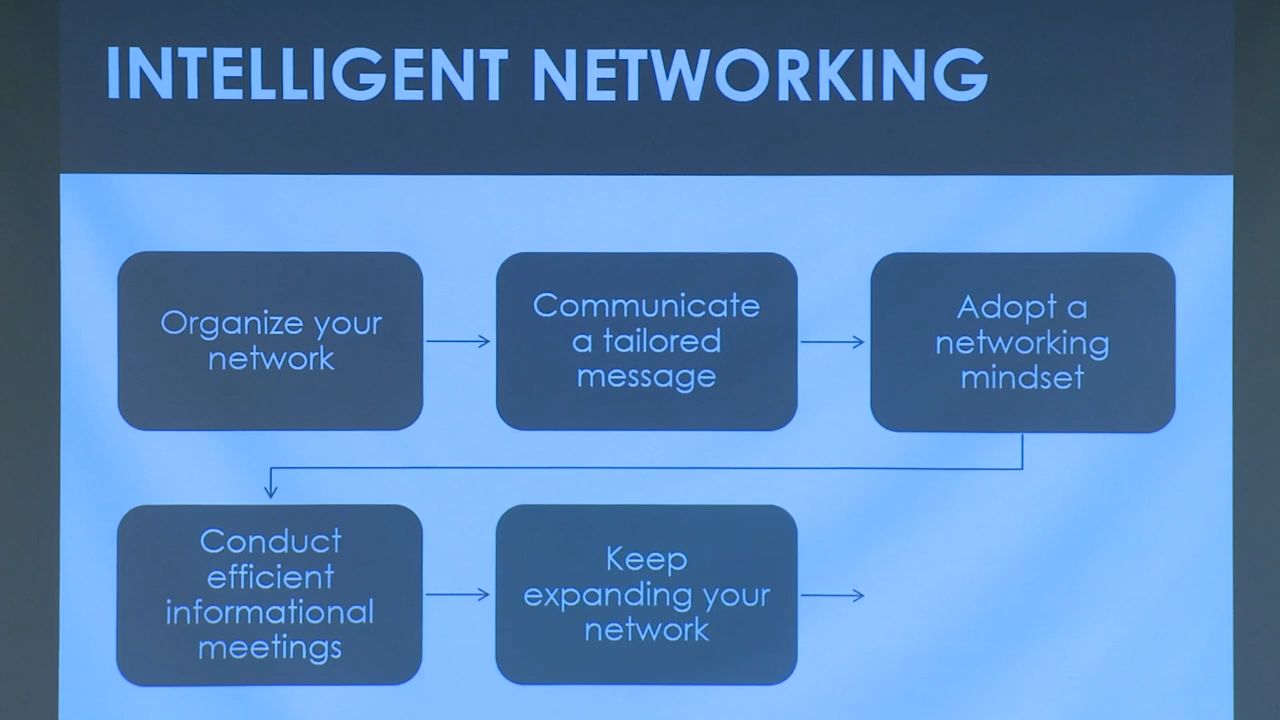 INTELLIGENT NETWORKING
Organize your
network
Communicate
a tailored
message
Adopt a
networking
mindset
Conduct
efficient
informational
meetings
Keep
expanding your
network